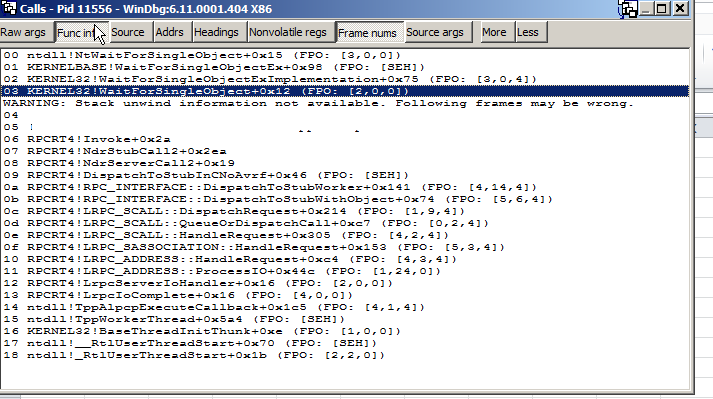 Calls - Pid 11556 - WinDbg:6.11.0001.404 X86
Raw args Func Source Addrs Headings Nonvolatile regs Frame nums Source args More Less
00 ntdll!NtWaitForSingleObject+0x15 (FPO: [3,0,0])
01 KERNELBASE!WaitForSingleObjectEx+0x98 (FPO: [SEH])
02 KERNEL32!WaitForSingleObjectExImplementation+0x75 (FPO: [3,0,4])
03 KERNEL32!WaitForSingleObject+0x12 (FPO: [2,0,0])
WARNING: Stack unwind information not available. Following frames may be wrong.
04
05
06 RPCRT4!Invoke+0x2a
07 RPCRT4!NdrStubCall2+0x2ea
08 RPCRT4!NdrServerCall2+0x19
09 RPCRT4!DispatchToStubInCNoAvrf+0x46 (FPO: [SEH])
0a RPCRT4!RPC_INTERFACE::DispatchToStubWorker+0x141 (FPO: [4,14,4])
0b RPCRT4!RPC_INTERFACE::DispatchToStubWithObject+0x74 (FPO: [5,6,4])
0c RPCRT4!LRPC_SCALL::DispatchRequest+0x214 (FPO: [1,9,4])
0d RPCRT4!LRPC_SCALL::QueueOrDispatchCall+0xc7 (FPO: [0,2,4])
0e RPCRT4!LRPC_SCALL::HandleRequest+0x305 (FPO: [4,2,4])
0f RPCRT4!LRPC_SASSOCIATION::HandleRequest+0x153 (FPO: [5,3,4])
10 RPCRT4!LRPC_ADDRESS::HandleRequest+0xc4 (FPO: [4,3,4])
11 RPCRT4!LRPC_ADDRESS::ProcessIO+0x44c (FPO: [1,24,0])
12 RPCRT4!LrpcServerIoHandler+0x16 (FPO: [2,0,0])
13 RPCRT4!LrpcIoComplete+0x16 (FPO: [4,0,0])
14 ntdll!TppAlpcpExecuteCallback+0x1c5 (FPO: [4,1,4])
15 ntdll!TppWorkerThread+0x5a4 (FPO: [SEH])
16 KERNEL32!BaseThreadInitThunk+0xe (FPO: [1,0,0])
17 ntdll!__RtlUserThreadStart+0x70 (FPO: [SEH])
18 ntdll!_RtlUserThreadStart+0x1b (FPO: [2,2,0])